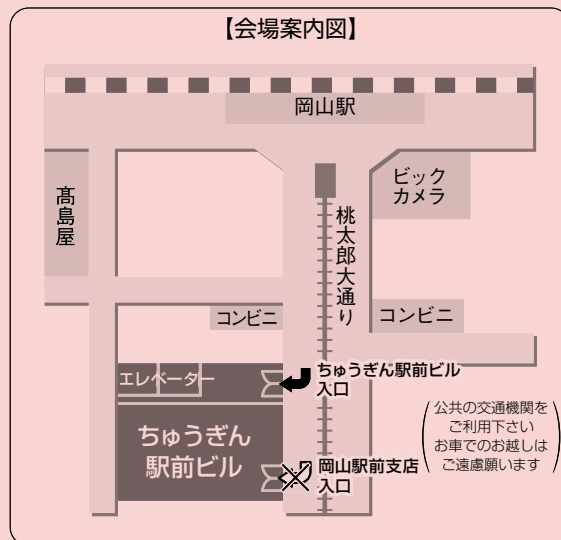 【会場案内図】
岡山駅
髙島屋
ビック
カメラ
桃太郎大通り
コンビニ
コンビニ
エレベーター
ちゅうぎん駅前ビル
入口
ちゅうぎん
駅前ビル
岡山駅前支店
入口
公共の交通機関を
ご利用下さい
お車でのお越しは
ご遠慮願います